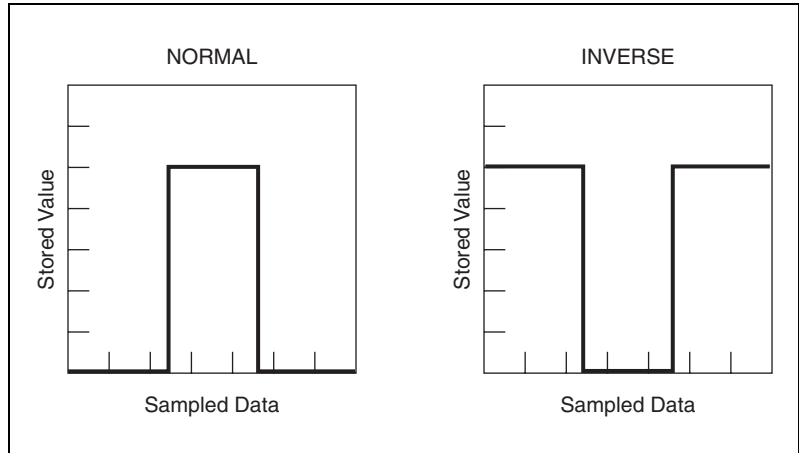 NORMAL
INVERSE
Stored Value
Stored Value
Sampled Data
Sampled Data